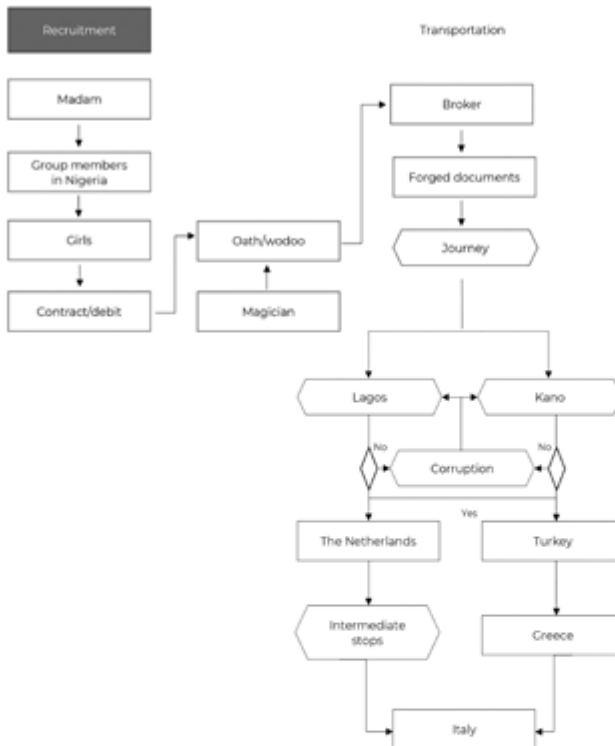 Recruitment
Transportation
Madam
Broker
Group members
in Nigeria
Forged documents
Girls
Oath/wodoo
Journey
Contract/debit
Magician
Lagos
Kano
No
No
Corruption
Yes
The Netherlands
Turkey
Intermediate
stops
Greece
Italy